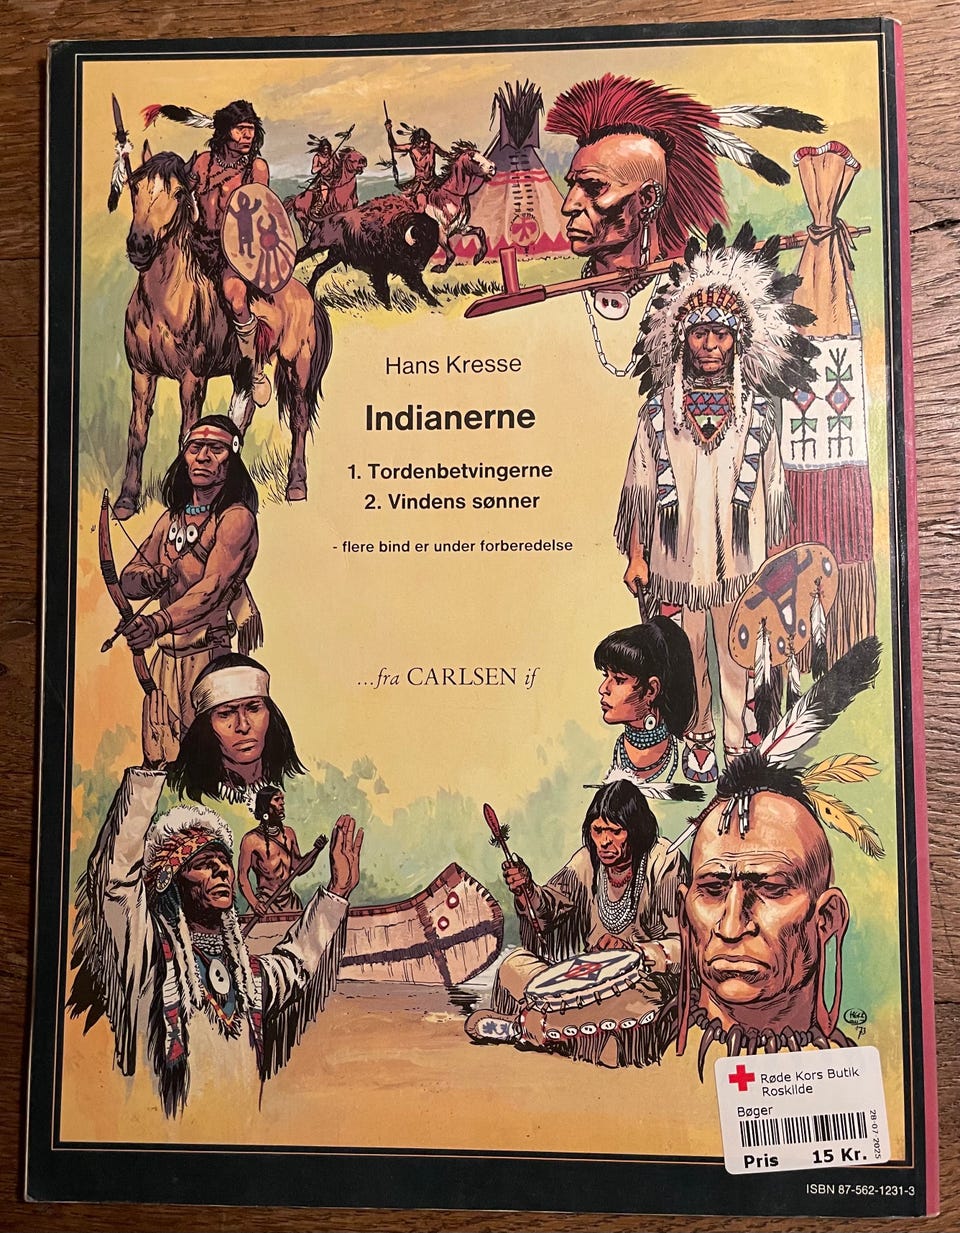 Hans Kresse
Indianerne
1. Tordenbetvingerne
2. Vindens sønner
- flere bind er under forberedelse
...fra CARLSEN if
'73
Røde Kors Butik
Roskilde
Bøger
28-07-2025
Pris 15 Kr.
ISBN 87-562-1231-3